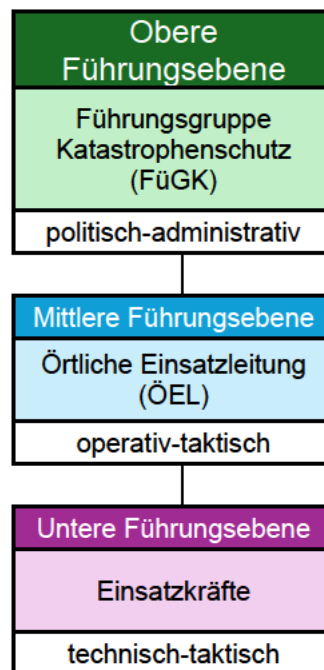 Obere
Führungsebene
Führungsgruppe
Katastrophenschutz
(FüGK)
politisch-administrativ
Mittlere Führungsebene
Örtliche Einsatzleitung
(ÖEL)
operativ-taktisch
Untere Führungsebene
Einsatzkräfte
technisch-taktisch